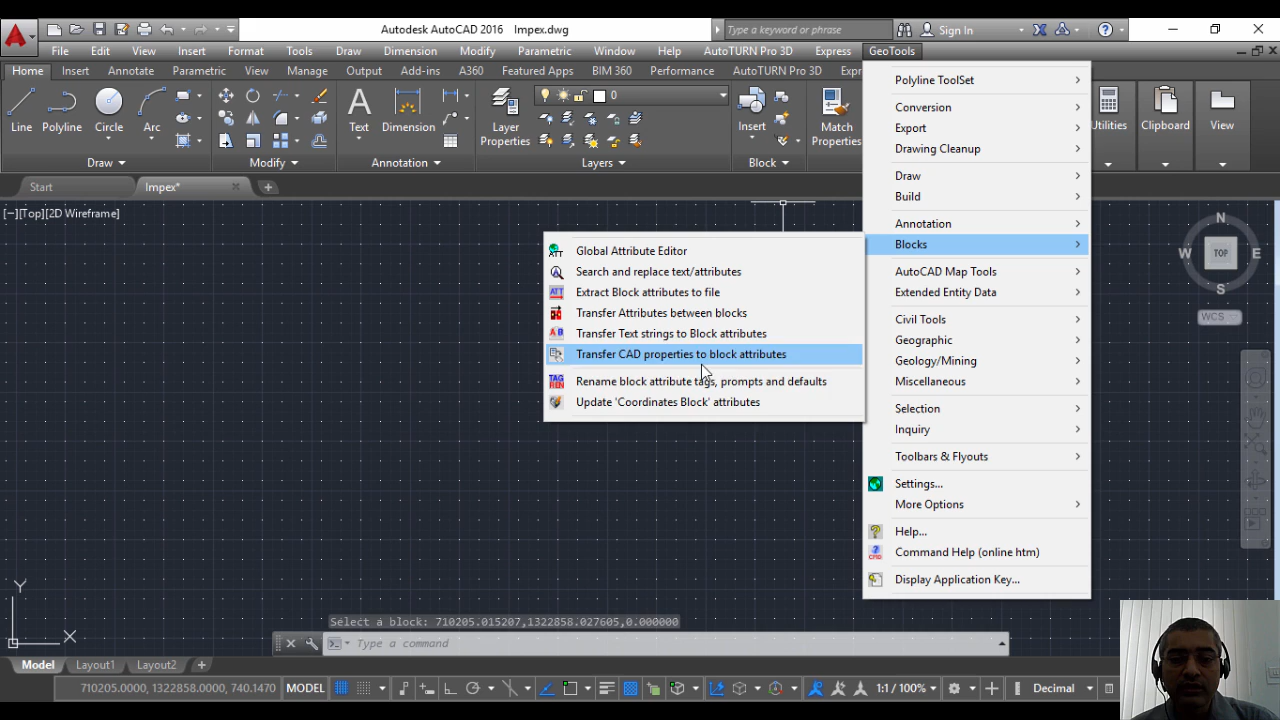 Autodesk AutoCAD 2016 Impex.dwg
Type a keyword or phrase
Sign In
File Edit View Insert Format Tools Draw Dimension Modify Parametric Window Help AutoTURN Pro 3D Express GeoTools
Home Insert Annotate Parametric View Manage Output Add-ins A360 Featured Apps BIM 360 Performance AutoTURN Pro 3D Expr
0
Line Polyline Circle Arc Text Dimension Layer Properties Insert Match Properties Utilities Clipboard View
Draw Modify Annotation Layers Block
Start Impex*
[−][Top][2D Wireframe]
Polyline ToolSet
Conversion
Export
Drawing Cleanup
Draw
Build
Annotation
Blocks
AutoCAD Map Tools
Extended Entity Data
Civil Tools
Geographic
Geology/Mining
Miscellaneous
Selection
Inquiry
Toolbars & Flyouts
Settings...
More Options
Help...
Command Help (online htm)
Display Application Key...
Global Attribute Editor
Search and replace text/attributes
Extract Block attributes to file
Transfer Attributes between blocks
Transfer Text strings to Block attributes
Transfer CAD properties to block attributes
Rename block attribute tags, prompts and defaults
Update 'Coordinates Block' attributes
N
W TOP E
S
WCS
Y
X
Select a block: 710205.015207,1322858.027605,0.000000
Type a command
Model Layout1 Layout2
710205.0000, 1322858.0000, 740.1470 MODEL 1:1 / 100% Decimal